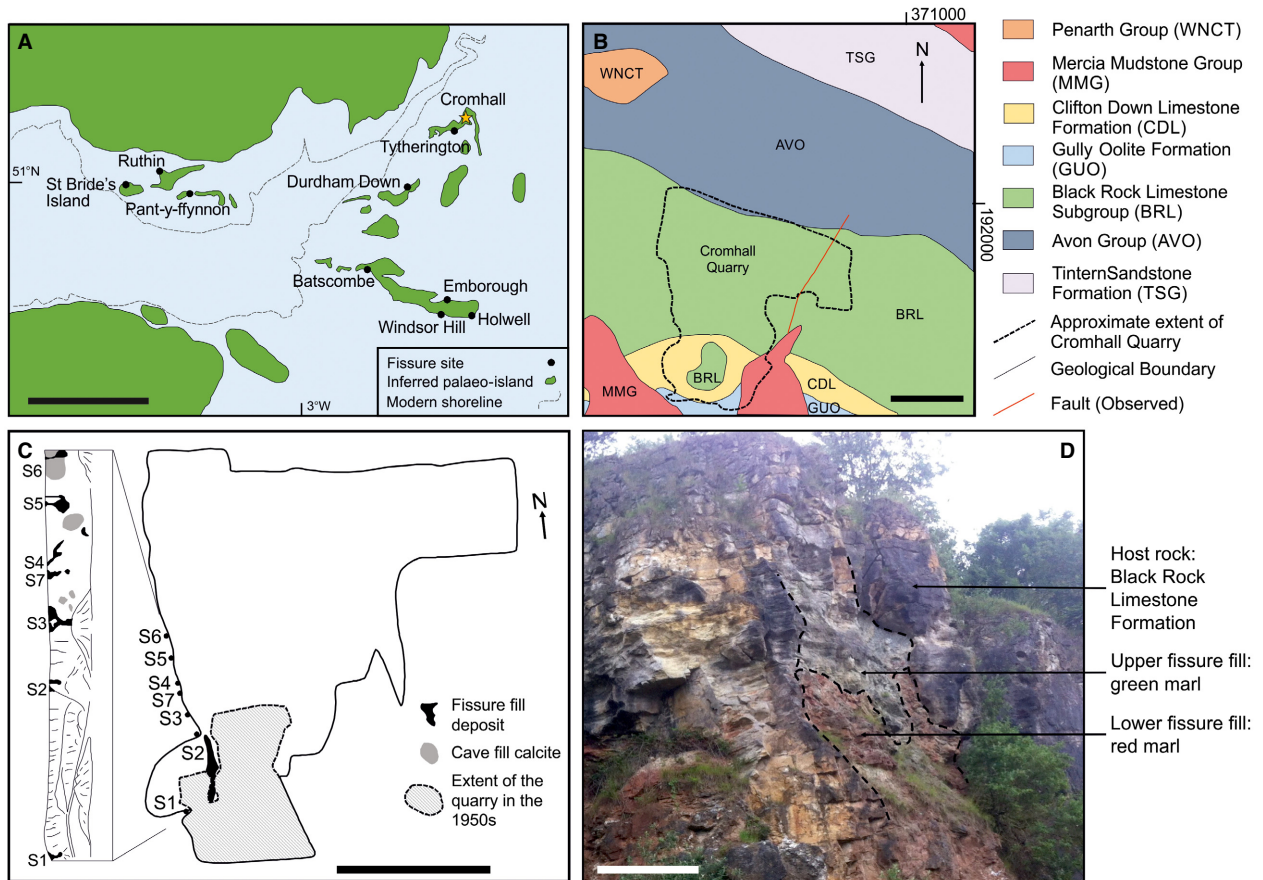 A
Cromhall
Tytherington
Ruthin
51°N
St Bride's
Island
Durdham Down
Pant-y-ffynnon
Batscombe
Emborough
Windsor Hill
Holwell
Fissure site
Inferred palaeo-island
Modern shoreline
3°W
371000
B
N
TSG
WNCT
AVO
192000
Cromhall
Quarry
BRL
BRL
MMG
CDL
GUO
Penarth Group (WNCT)
Mercia Mudstone Group
(MMG)
Clifton Down Limestone
Formation (CDL)
Gully Oolite Formation
(GUO)
Black Rock Limestone
Subgroup (BRL)
Avon Group (AVO)
TinternSandstone
Formation (TSG)
Approximate extent of
Cromhall Quarry
Geological Boundary
Fault (Observed)
C
S6
S5
S4
S7
S3
S2
S1
N
S6
S5
S4
S7
S3
S2
S1
Fissure fill
deposit
Cave fill calcite
Extent of the
quarry in the
1950s
D
Host rock:
Black Rock
Limestone
Formation
Upper fissure fill:
green marl
Lower fissure fill:
red marl